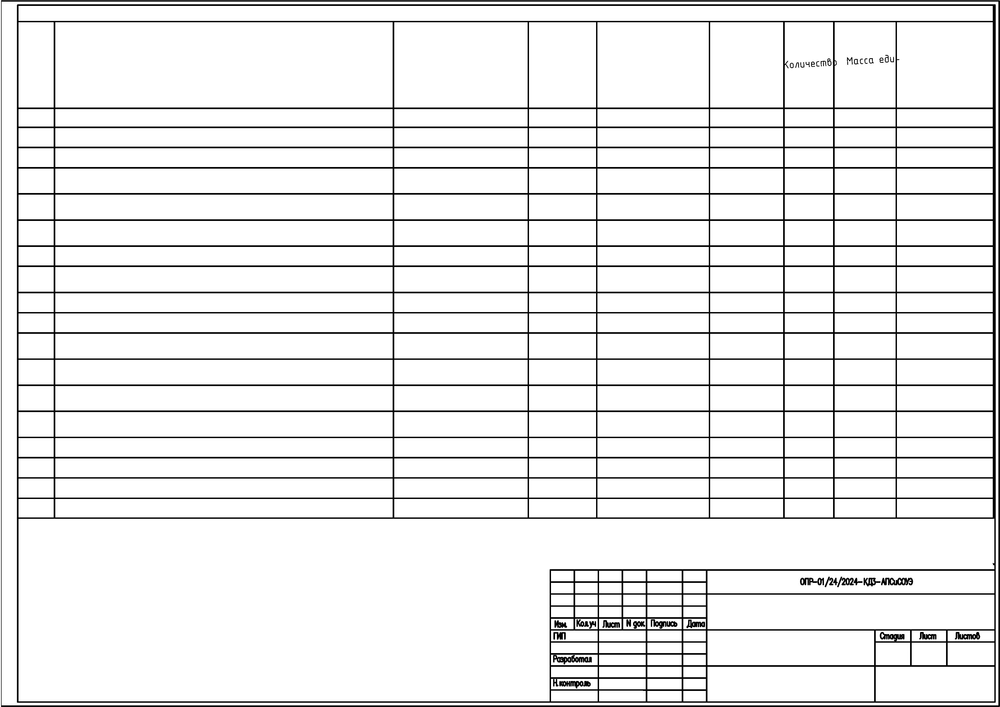 Количество Масса еди-
ОПР-01/24/2024-КДЗ-АПСиСОУЭ
Изм. Кол.уч Лист N док. Подпись Дата
ГИП Стадия Лист Листов
Разработал
Н.контроль